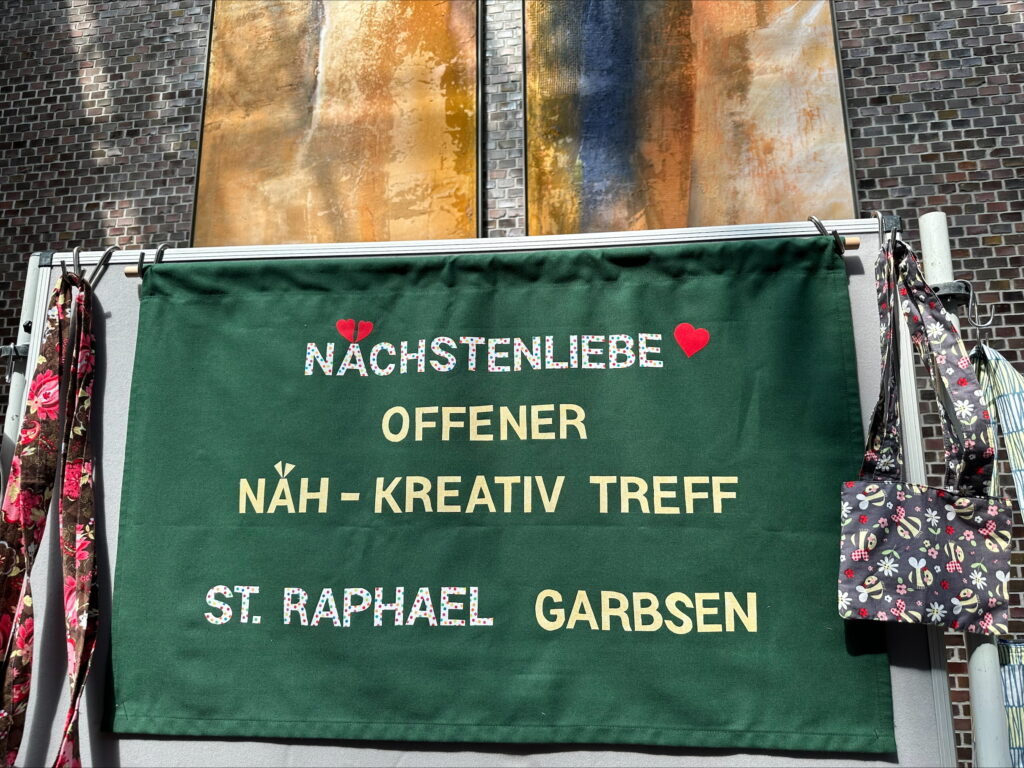 NÄCHSTENLIEBE
OFFENER
NÄH - KREATIV TREFF
ST. RAPHAEL GARBSEN